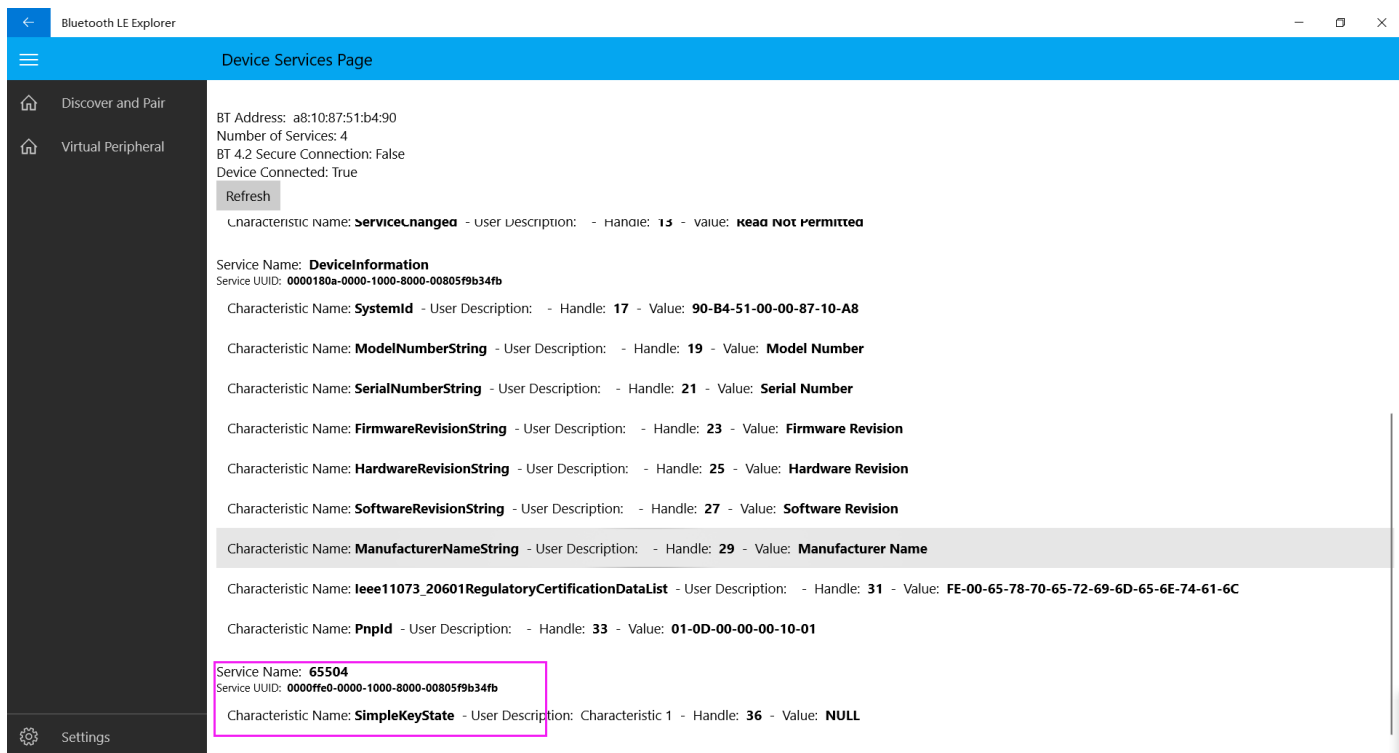 Bluetooth LE Explorer
Device Services Page
Discover and Pair
Virtual Peripheral
BT Address: a8:10:87:51:b4:90
Number of Services: 4
BT 4.2 Secure Connection: False
Device Connected: True
Refresh
Characteristic Name: ServiceChanged - User Description: - Handle: 13 - Value: Read Not Permitted
Service Name: DeviceInformation
Service UUID: 0000180a-0000-1000-8000-00805f9b34fb
Characteristic Name: SystemId - User Description: - Handle: 17 - Value: 90-B4-51-00-00-87-10-A8
Characteristic Name: ModelNumberString - User Description: - Handle: 19 - Value: Model Number
Characteristic Name: SerialNumberString - User Description: - Handle: 21 - Value: Serial Number
Characteristic Name: FirmwareRevisionString - User Description: - Handle: 23 - Value: Firmware Revision
Characteristic Name: HardwareRevisionString - User Description: - Handle: 25 - Value: Hardware Revision
Characteristic Name: SoftwareRevisionString - User Description: - Handle: 27 - Value: Software Revision
Characteristic Name: ManufacturerNameString - User Description: - Handle: 29 - Value: Manufacturer Name
Characteristic Name: Ieee11073_20601RegulatoryCertificationDataList - User Description: - Handle: 31 - Value: FE-00-65-78-70-65-72-69-6D-65-6E-74-61-6C
Characteristic Name: PnpId - User Description: - Handle: 33 - Value: 01-0D-00-00-00-10-01
Service Name: 65504
Service UUID: 0000ffe0-0000-1000-8000-00805f9b34fb
Characteristic Name: SimpleKeyState - User Description: Characteristic 1 - Handle: 36 - Value: NULL
Settings